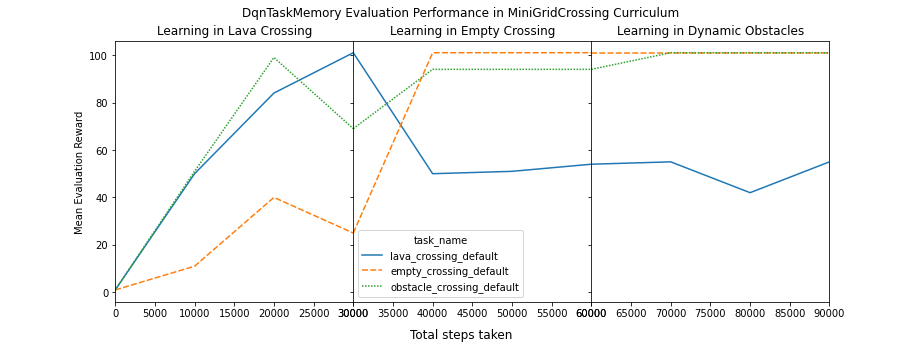 DqnTaskMemory Evaluation Performance in MiniGridCrossing Curriculum
Learning in Lava Crossing
Learning in Empty Crossing
Learning in Dynamic Obstacles
Mean Evaluation Reward
100
80
60
40
20
0
task_name
lava_crossing_default
empty_crossing_default
obstacle_crossing_default
0 5000 10000 15000 20000 25000 30000
30000 35000 40000 45000 50000 55000 60000
60000 65000 70000 75000 80000 85000 90000
Total steps taken